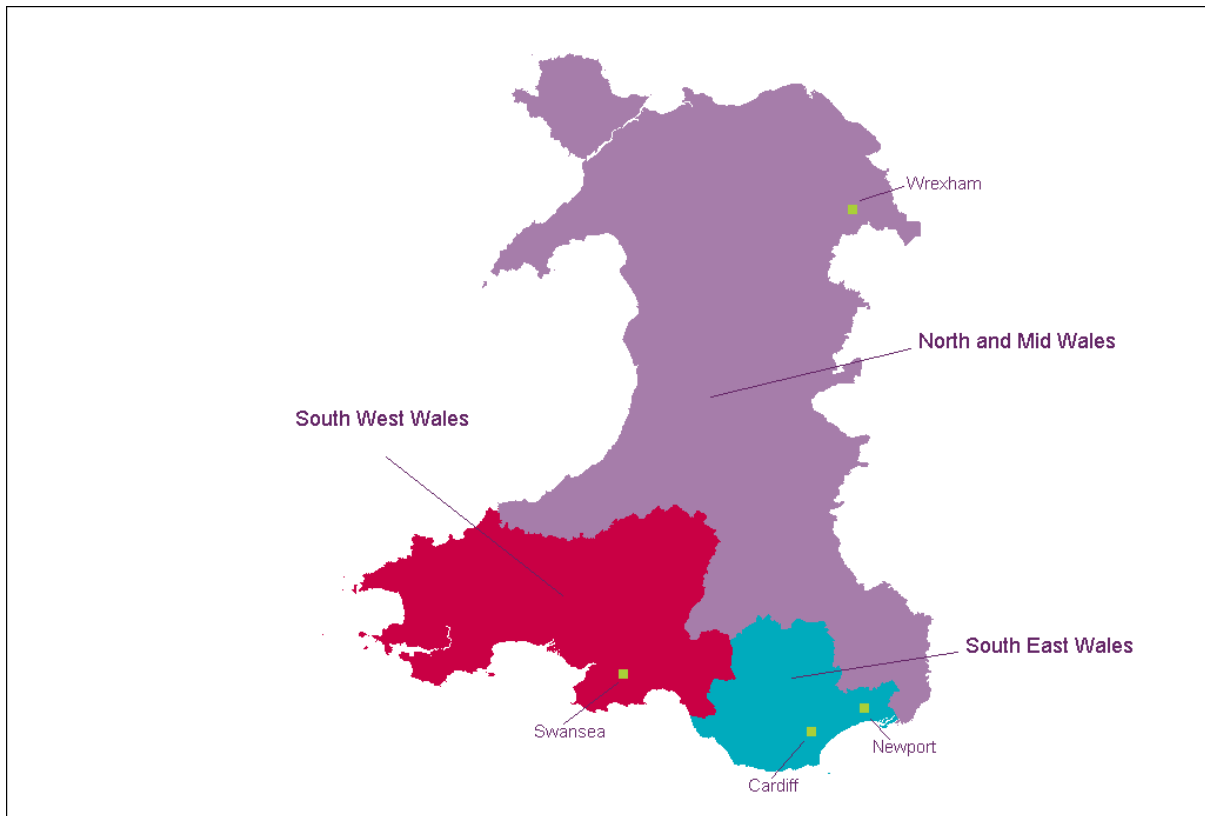 Wrexham
North and Mid Wales
South West Wales
South East Wales
Swansea
Newport
Cardiff